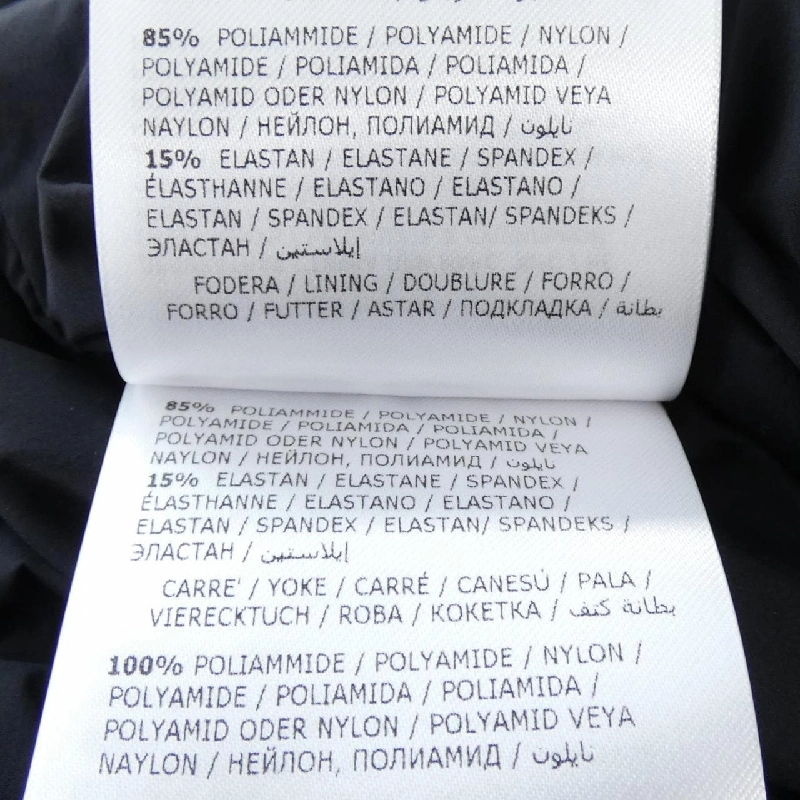 85% POLIAMMIDE / POLYAMIDE / NYLON /
POLYAMIDE / POLIAMIDA / POLIAMIDA /
POLYAMID ODER NYLON / POLYAMID VEYA
NAYLON / НЕЙЛОН, ПОЛИАМИД / نايلون
15% ELASTAN / ELASTANE / SPANDEX /
ÉLASTHANNE / ELASTANO / ELASTANO /
ELASTAN / SPANDEX / ELASTAN/ SPANDEKS /
ЭЛАСТАН / إيلاستين
FODERA / LINING / DOUBLURE / FORRO /
FORRO / FUTTER / ASTAR / ПОДКЛАДКА / بطانة
85% POLIAMMIDE / POLYAMIDE / NYLON /
POLYAMIDE / POLIAMIDA / POLIAMIDA /
POLYAMID ODER NYLON / POLYAMID VEYA
NAYLON / НЕЙЛОН, ПОЛИАМИД / نايلون
15% ELASTAN / ELASTANE / SPANDEX /
ÉLASTHANNE / ELASTANO / ELASTANO /
ELASTAN / SPANDEX / ELASTAN/ SPANDEKS /
ЭЛАСТАН / إيلاستين
CARRE' / YOKE / CARRÉ / CANESÚ / PALA /
VIERECKTUCH / ROBA / КОКЕТКА / بطانة كتف
100% POLIAMMIDE / POLYAMIDE / NYLON /
POLYAMIDE / POLIAMIDA / POLIAMIDA /
POLYAMID ODER NYLON / POLYAMID VEYA
NAYLON / НЕЙЛОН, ПОЛИАМИД / نايلون